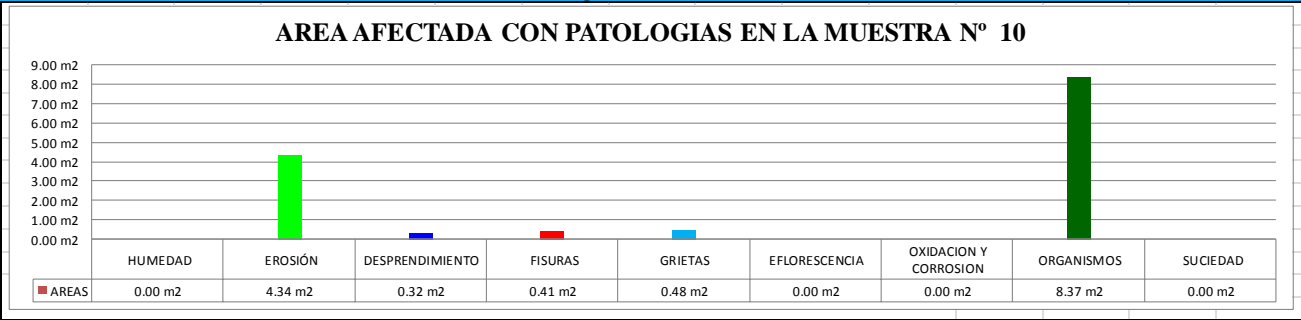 AREA AFECTADA CON PATOLOGIAS EN LA MUESTRA Nº 10
9.00 m2
8.00 m2
7.00 m2
6.00 m2
5.00 m2
4.00 m2
3.00 m2
2.00 m2
1.00 m2
0.00 m2
HUMEDAD EROSIÓN DESPRENDIMIENTO FISURAS GRIETAS EFLORESCENCIA OXIDACION Y CORROSION ORGANISMOS SUCIEDAD
AREAS 0.00 m2 4.34 m2 0.32 m2 0.41 m2 0.48 m2 0.00 m2 0.00 m2 8.37 m2 0.00 m2